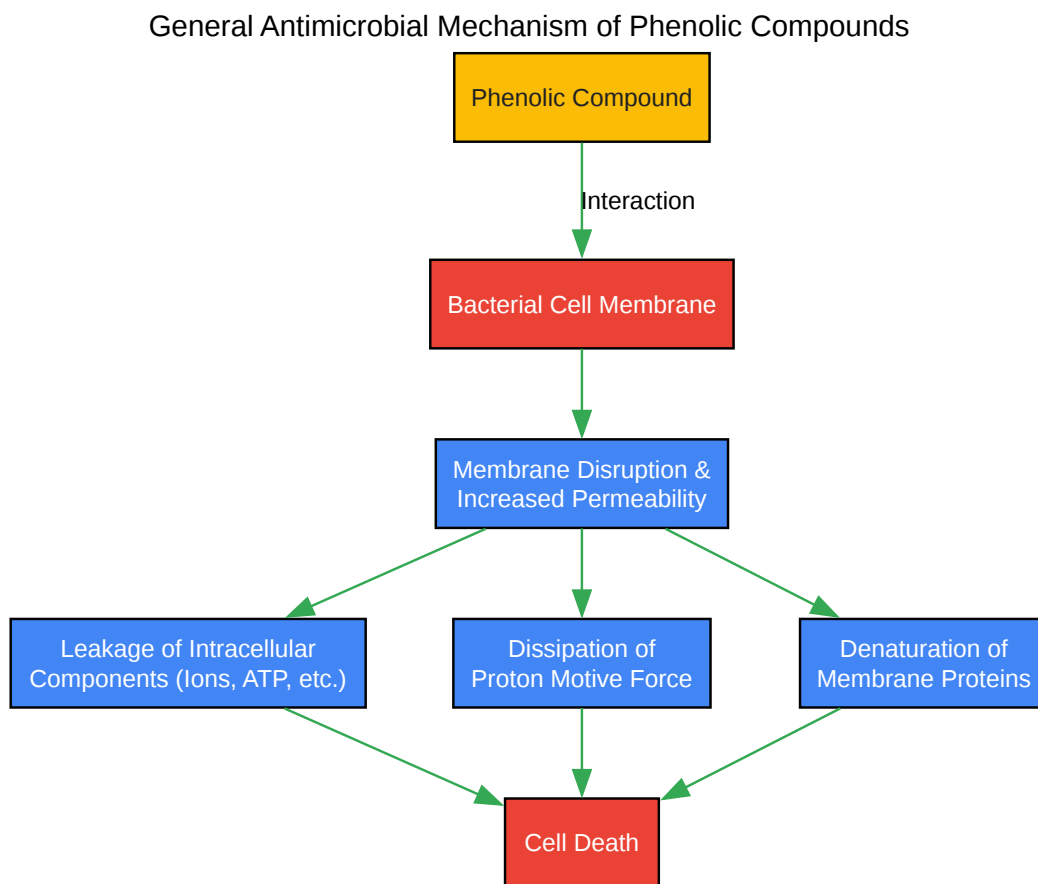 General Antimicrobial Mechanism of Phenolic Compounds
Phenolic Compound
Interaction
Bacterial Cell Membrane
Membrane Disruption &
Increased Permeability
Leakage of Intracellular
Components (Ions, ATP, etc.)
Dissipation of
Proton Motive Force
Denaturation of
Membrane Proteins
Cell Death